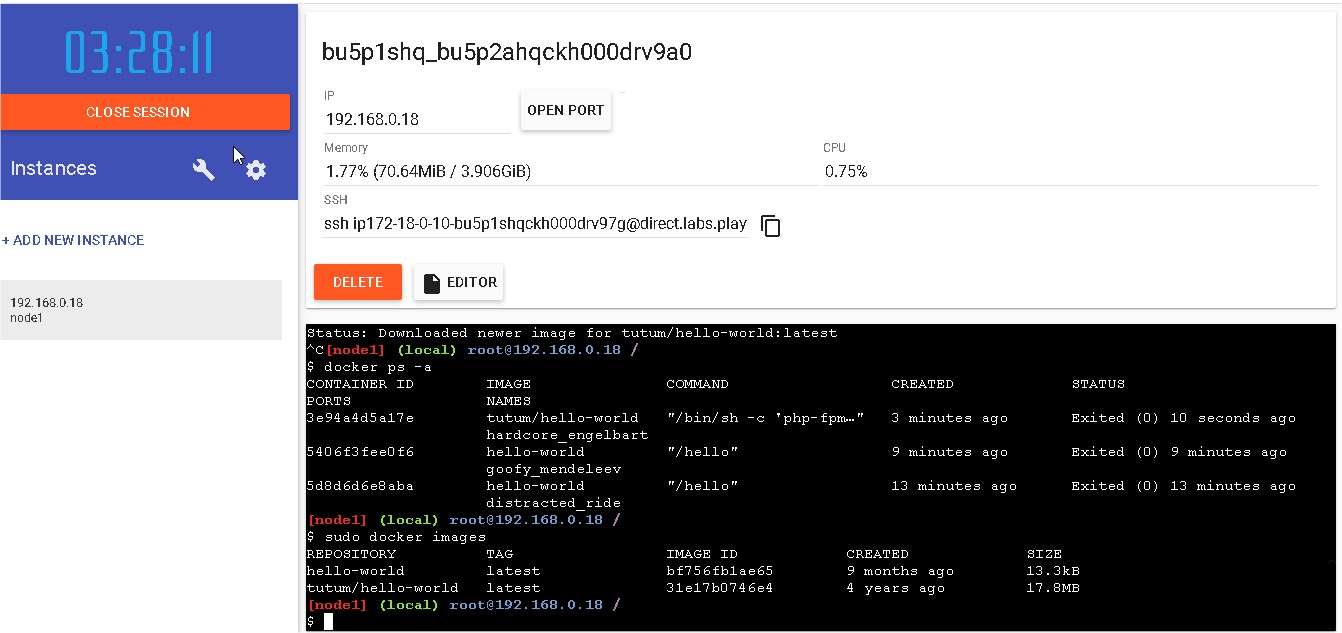 03:28:11
CLOSE SESSION
Instances
+ ADD NEW INSTANCE
192.168.0.18
node1
bu5p1shq_bu5p2ahqckh000drv9a0
IP
192.168.0.18
OPEN PORT
Memory
1.77% (70.64MiB / 3.906GiB)
CPU
0.75%
SSH
ssh ip172-18-0-10-bu5p1shqckh000drv97g@direct.labs.play
DELETE
EDITOR
Status: Downloaded newer image for tutum/hello-world:latest
^C[node1] (local) root@192.168.0.18 /
$ docker ps -a
CONTAINER ID IMAGE COMMAND CREATED STATUS
PORTS NAMES
3e94a4d5a17e tutum/hello-world "/bin/sh -c 'php-fpm…" 3 minutes ago Exited (0) 10 seconds ago
hardcore_engelbart
5406f3fee0f6 hello-world "/hello" 9 minutes ago Exited (0) 9 minutes ago
goofy_mendeleev
5d8d6d6e8aba hello-world "/hello" 13 minutes ago Exited (0) 13 minutes ago
distracted_ride
[node1] (local) root@192.168.0.18 /
$ sudo docker images
REPOSITORY TAG IMAGE ID CREATED SIZE
hello-world latest bf756fb1ae65 9 months ago 13.3kB
tutum/hello-world latest 31e17b0746e4 4 years ago 17.8MB
[node1] (local) root@192.168.0.18 /
$